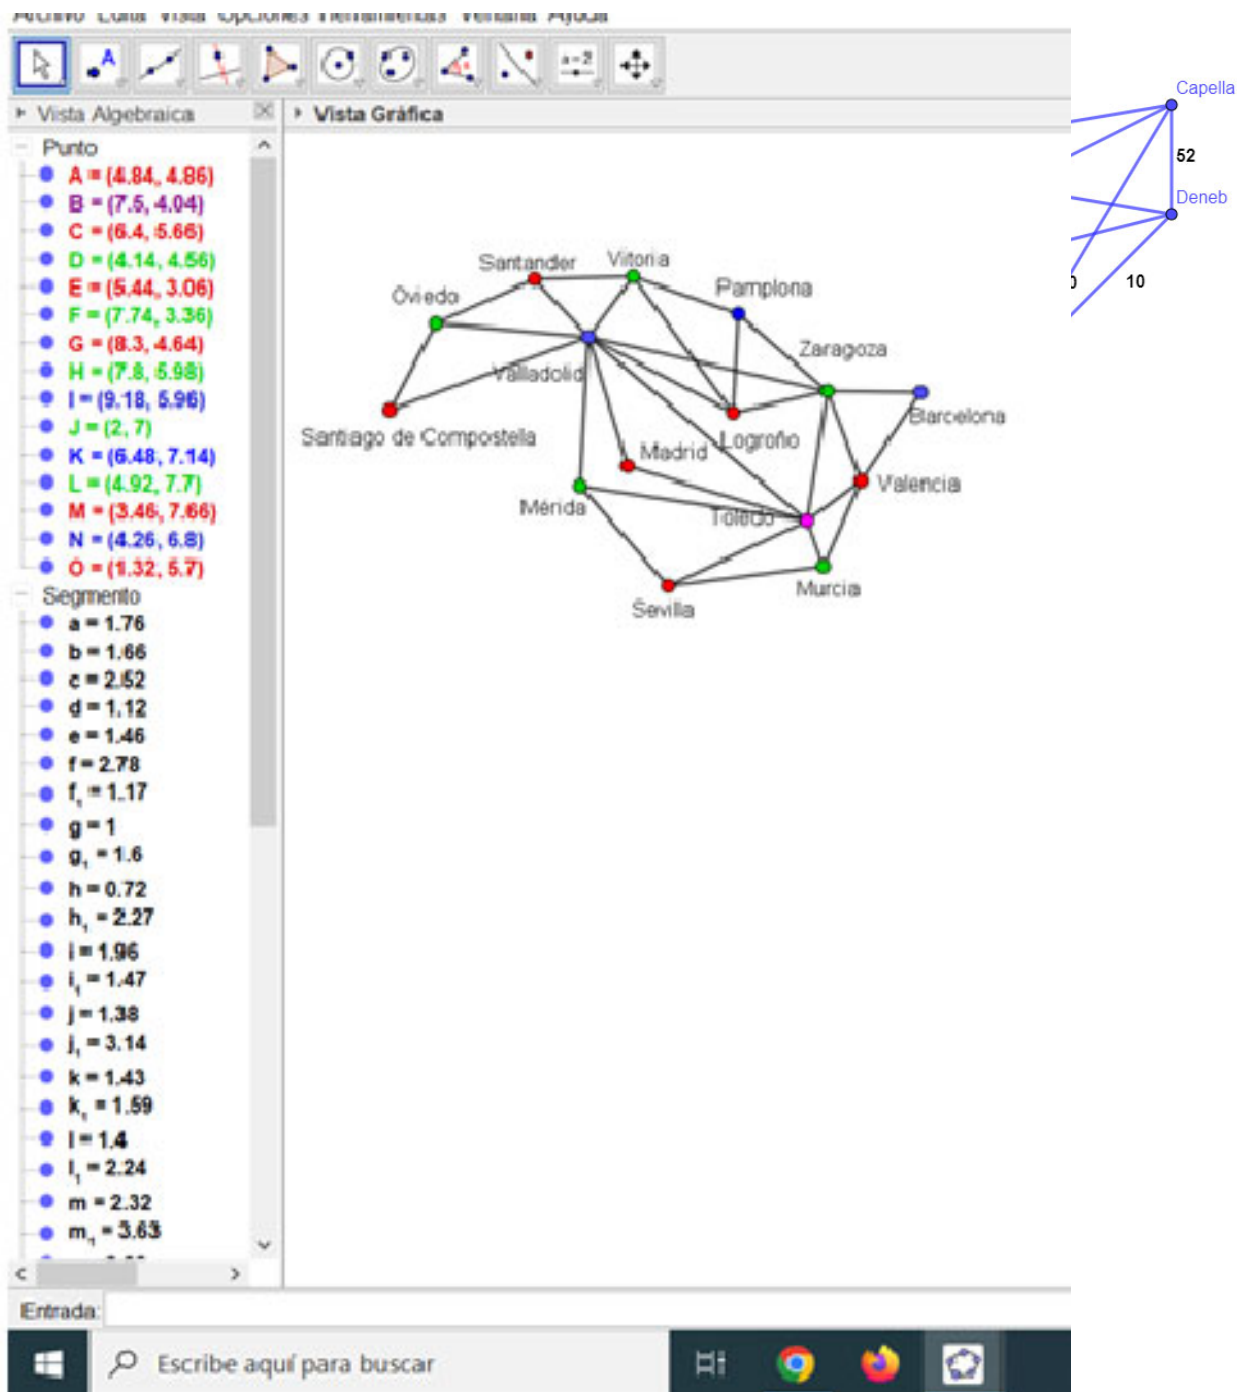 Archivo Edita Vista Opciones Herramientas Ventana Ayuda
A
a=2
Vista Algebraica
Vista Gráfica
Punto
A = (4.84, 4.86)
B = (7.5, 4.04)
C = (6.4, 5.66)
D = (4.14, 4.56)
E = (5.44, 3.06)
F = (7.74, 3.36)
G = (8.3, 4.64)
H = (7.8, 5.98)
I = (9.18, 5.96)
J = (2, 7)
K = (6.48, 7.14)
L = (4.92, 7.7)
M = (3.46, 7.66)
N = (4.26, 6.8)
O = (1.32, 5.7)
Segmento
a = 1.76
b = 1.66
c = 2.52
d = 1.12
e = 1.46
f = 2.78
f₁ = 1.17
g = 1
g₁ = 1.6
h = 0.72
h₁ = 2.27
i = 1.96
i₁ = 1.47
j = 1.38
j₁ = 3.14
k = 1.43
k₁ = 1.59
l = 1.4
l₁ = 2.24
m = 2.32
m₁ = 3.63
Santander
Vitoria
Oviedo
Pamplona
Zaragoza
Valladolid
Barcelona
Santiago de Compostella
Logroño
Madrid
Valencia
Mérida
Toledo
Murcia
Sevilla
Capella
52
Deneb
10
Entrada:
Escribe aquí para buscar